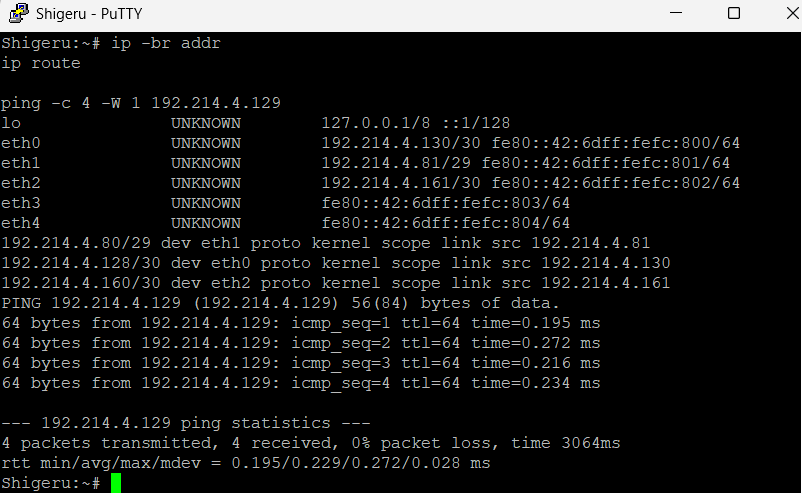 Shigeru - PuTTY
Shigeru:~# ip -br addr
ip route

ping -c 4 -W 1 192.214.4.129
lo               UNKNOWN        127.0.0.1/8 ::1/128
eth0             UNKNOWN        192.214.4.130/30 fe80::42:6dff:fefc:800/64
eth1             UNKNOWN        192.214.4.81/29 fe80::42:6dff:fefc:801/64
eth2             UNKNOWN        192.214.4.161/30 fe80::42:6dff:fefc:802/64
eth3             UNKNOWN        fe80::42:6dff:fefc:803/64
eth4             UNKNOWN        fe80::42:6dff:fefc:804/64
192.214.4.80/29 dev eth1 proto kernel scope link src 192.214.4.81
192.214.4.128/30 dev eth0 proto kernel scope link src 192.214.4.130
192.214.4.160/30 dev eth2 proto kernel scope link src 192.214.4.161
PING 192.214.4.129 (192.214.4.129) 56(84) bytes of data.
64 bytes from 192.214.4.129: icmp_seq=1 ttl=64 time=0.195 ms
64 bytes from 192.214.4.129: icmp_seq=2 ttl=64 time=0.272 ms
64 bytes from 192.214.4.129: icmp_seq=3 ttl=64 time=0.216 ms
64 bytes from 192.214.4.129: icmp_seq=4 ttl=64 time=0.234 ms

--- 192.214.4.129 ping statistics ---
4 packets transmitted, 4 received, 0% packet loss, time 3064ms
rtt min/avg/max/mdev = 0.195/0.229/0.272/0.028 ms
Shigeru:~#